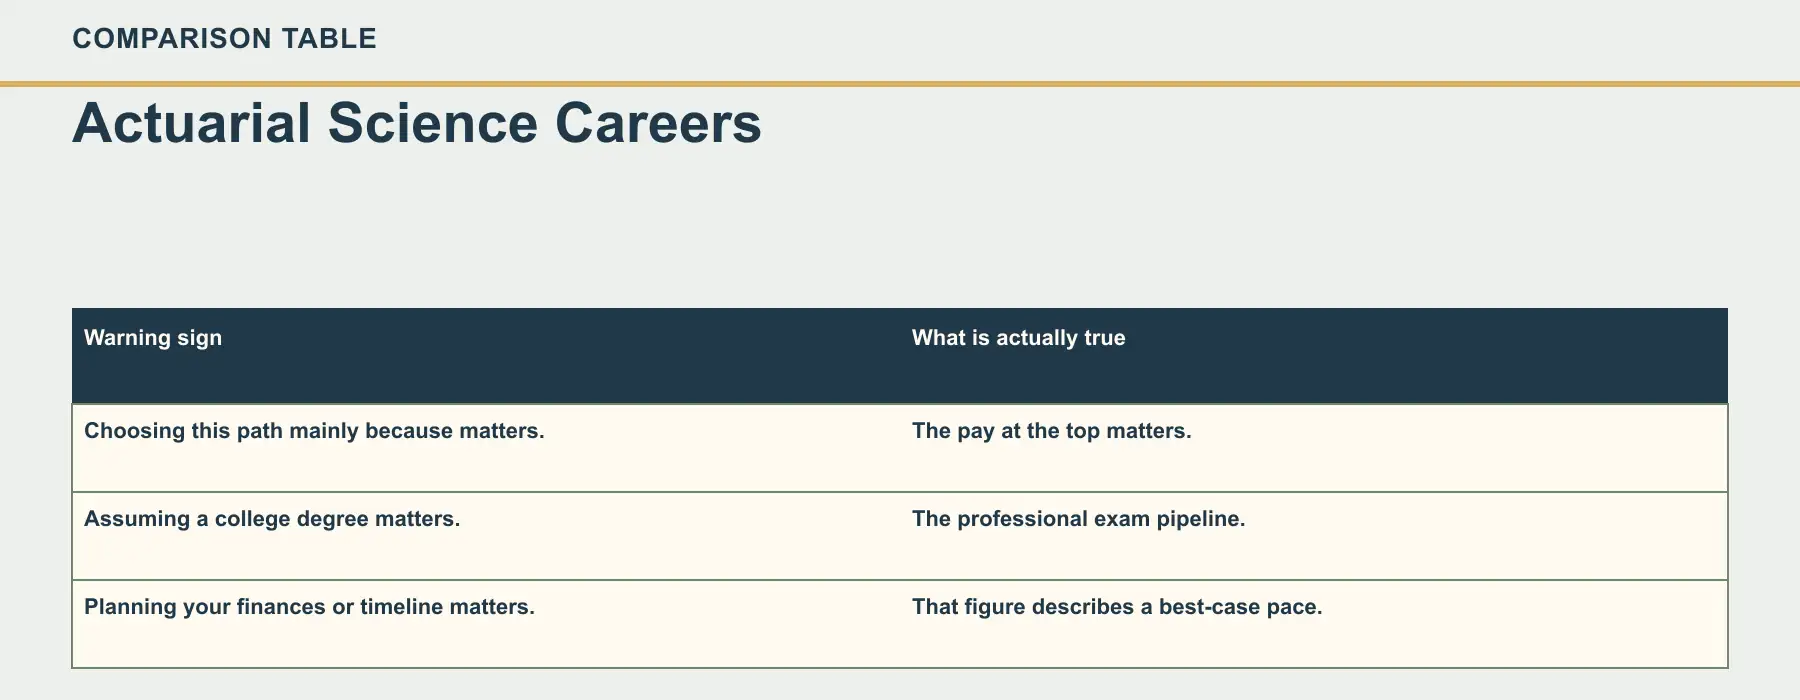 COMPARISON TABLE
Actuarial Science Careers
Warning sign
What is actually true
Choosing this path mainly because matters.
The pay at the top matters.
Assuming a college degree matters.
The professional exam pipeline.
Planning your finances or timeline matters.
That figure describes a best-case pace.